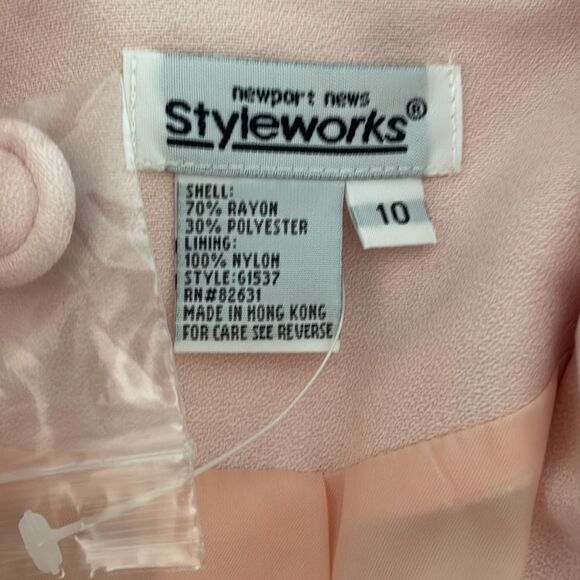 newport news
Styleworks®
SHELL:
70% RAYON
30% POLYESTER
LINING:
100% NYLON
STYLE:G1537
RN#82631
MADE IN HONG KONG
FOR CARE SEE REVERSE
10